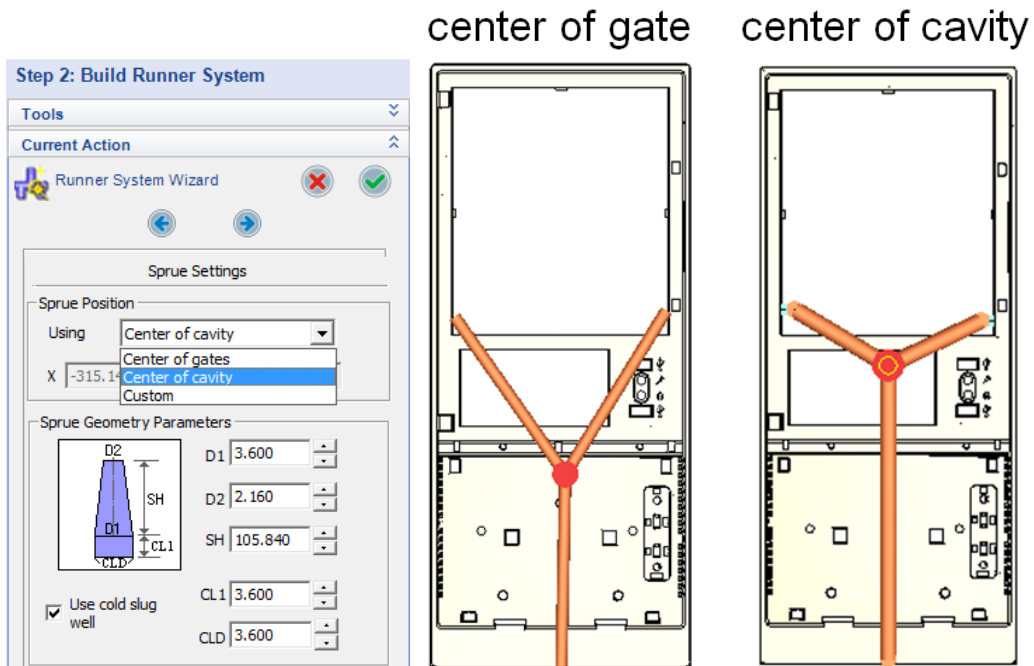 center of gate
center of cavity
Step 2: Build Runner System
Tools
Current Action
Runner System Wizard
Sprue Settings
Sprue Position
Using
Center of cavity
Center of gates
X
Center of cavity
Custom
Sprue Geometry Parameters
D2
SH
D1
CL1
CLD
D1 3.600
D2 2.160
SH 105.840
CL1 3.600
CLD 3.600
Use cold slug
well